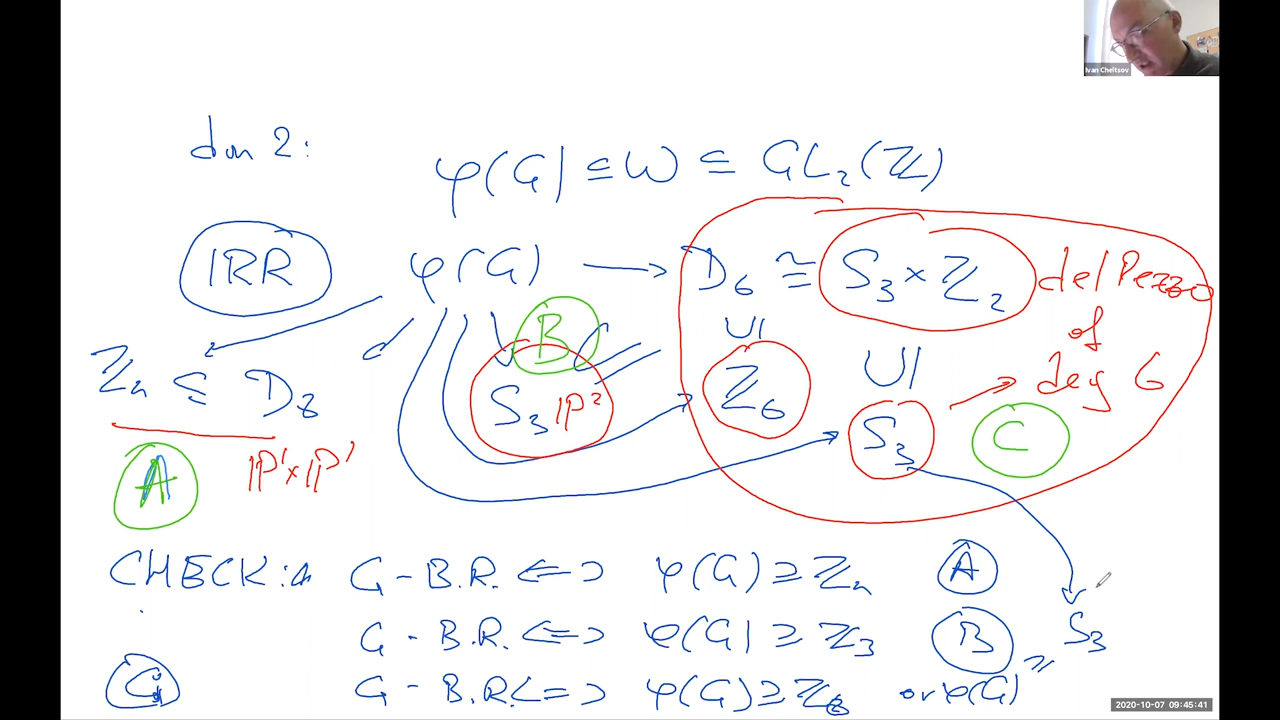 Ivan Cheltsov
dim 2:
φ(G) ⊆ W ⊆ GL₂(ℤ)
IRR φ(G) → D₆ ≅ S₃ × ℤ₂ del Pezzo
of
deg 6
B
∪I ∪I
ℤ₄ ⊆ D₈ S₃ ℙ² ℤ₆ S₃ C
A ℙ¹×ℙ¹
CHECK: G - B.R. ⟺ φ(G) ⊇ ℤ₄ A
G - B.R. ⟺ φ(G) ⊇ ℤ₃ B S₃
C G - B.R. ⟺ φ(G) ⊇ ℤ₆ or φ(G) ⊇
2020-10-07 09:45:41